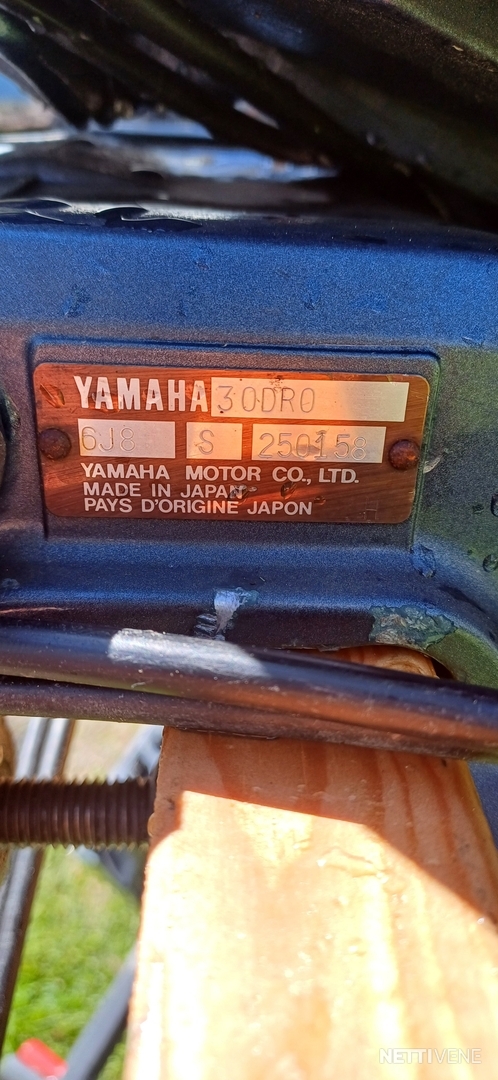 YAMAHA 30DRO
6J8 S 250158
YAMAHA MOTOR CO., LTD.
MADE IN JAPAN
PAYS D'ORIGINE JAPON
NETTIVENE